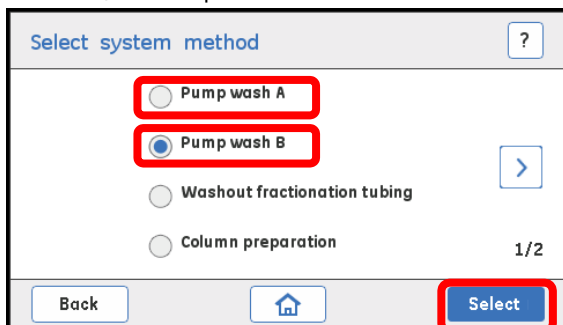 Select system method
?
Pump wash A
Pump wash B
>
Washout fractionation tubing
Column preparation
1/2
Back
Select